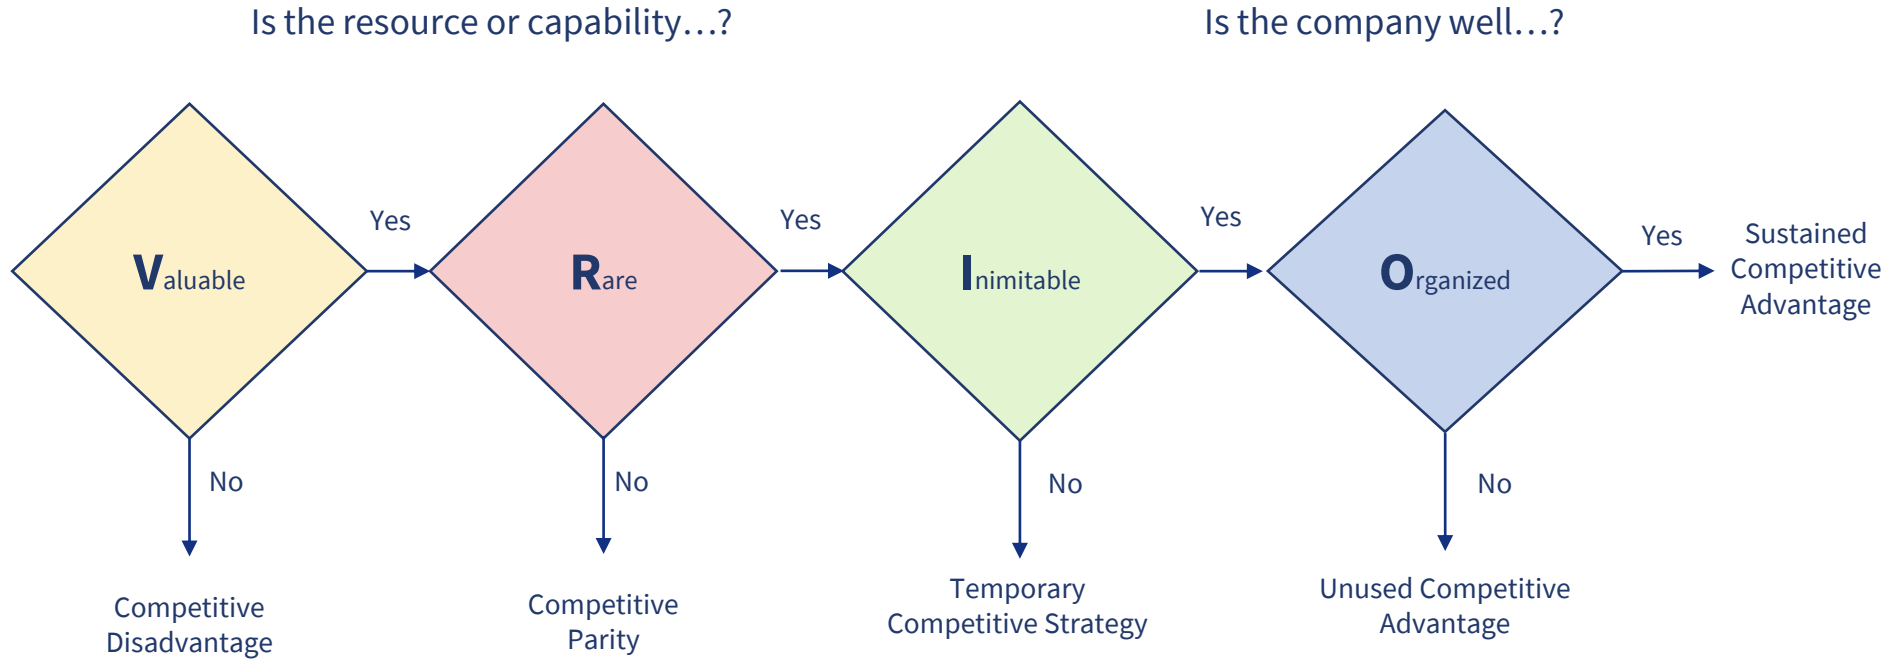 Is the resource or capability…?
Is the company well…?
Valuable
Yes
Rare
Yes
Inimitable
Yes
Organized
Yes
Sustained
Competitive
Advantage
No
No
No
No
Competitive
Disadvantage
Competitive
Parity
Temporary
Competitive Strategy
Unused Competitive
Advantage